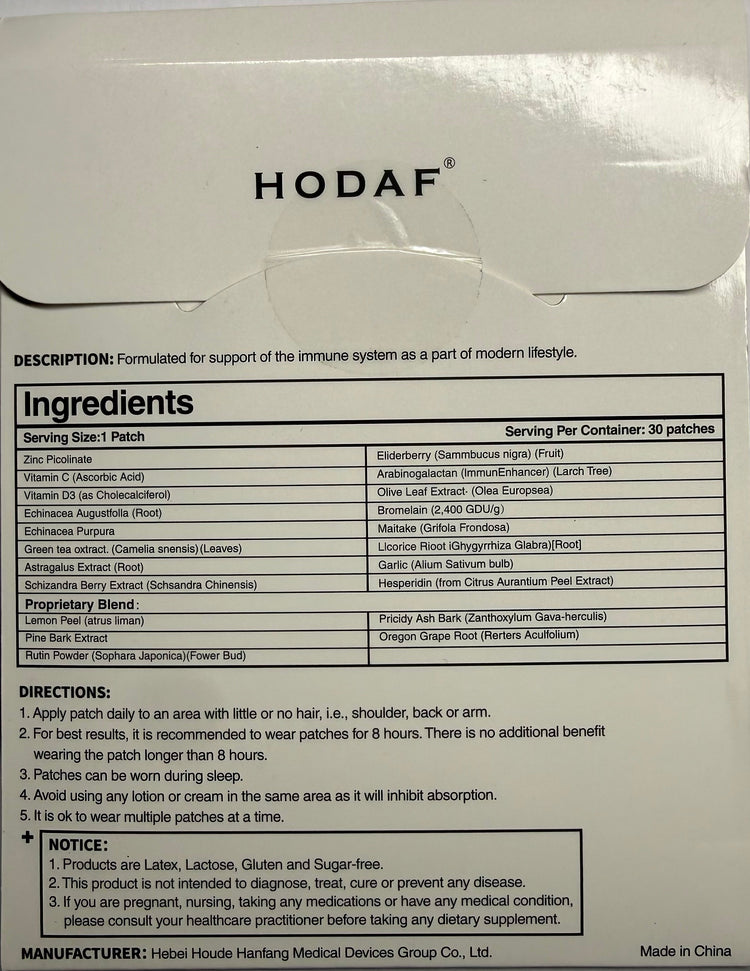 HODAF®
DESCRIPTION: Formulated for support of the immune system as a part of modern lifestyle.
Ingredients
Serving Size:1 Patch Serving Per Container: 30 patches
Zinc Picolinate Eliderberry (Sammbucus nigra) (Fruit)
Vitamin C (Ascorbic Acid) Arabinogalactan (ImmunEnhancer) (Larch Tree)
Vitamin D3 (as Cholecalciferol) Olive Leaf Extract· (Olea Europsea)
Echinacea Augustfolla (Root) Bromelain (2,400 GDU/g)
Echinacea Purpura Maitake (Grifola Frondosa)
Green tea oxtract. (Camelia snensis)(Leaves) LIcorice Rioot iGhygyrrhiza Glabra)[Root]
Astragalus Extract (Root) Garlic (Alium Sativum bulb)
Schizandra Berry Extract (Schsandra Chinensis) Hesperidin (from Citrus Aurantium Peel Extract)
Proprietary Blend:
Lemon Peel (atrus liman) Pricidy Ash Bark (Zanthoxylum Gava-herculis)
Pine Bark Extract Oregon Grape Root (Rerters Aculfolium)
Rutin Powder (Sophara Japonica)(Fower Bud)
DIRECTIONS:
1. Apply patch daily to an area with little or no hair, i.e., shoulder, back or arm.
2. For best results, it is recommended to wear patches for 8 hours. There is no additional benefit
wearing the patch longer than 8 hours.
3. Patches can be worn during sleep.
4. Avoid using any lotion or cream in the same area as it will inhibit absorption.
5. It is ok to wear multiple patches at a time.
+ NOTICE:
1. Products are Latex, Lactose, Gluten and Sugar-free.
2. This product is not intended to diagnose, treat, cure or prevent any disease.
3. If you are pregnant, nursing, taking any medications or have any medical condition,
please consult your healthcare practitioner before taking any dietary supplement.
MANUFACTURER: Hebei Houde Hanfang Medical Devices Group Co., Ltd. Made in China